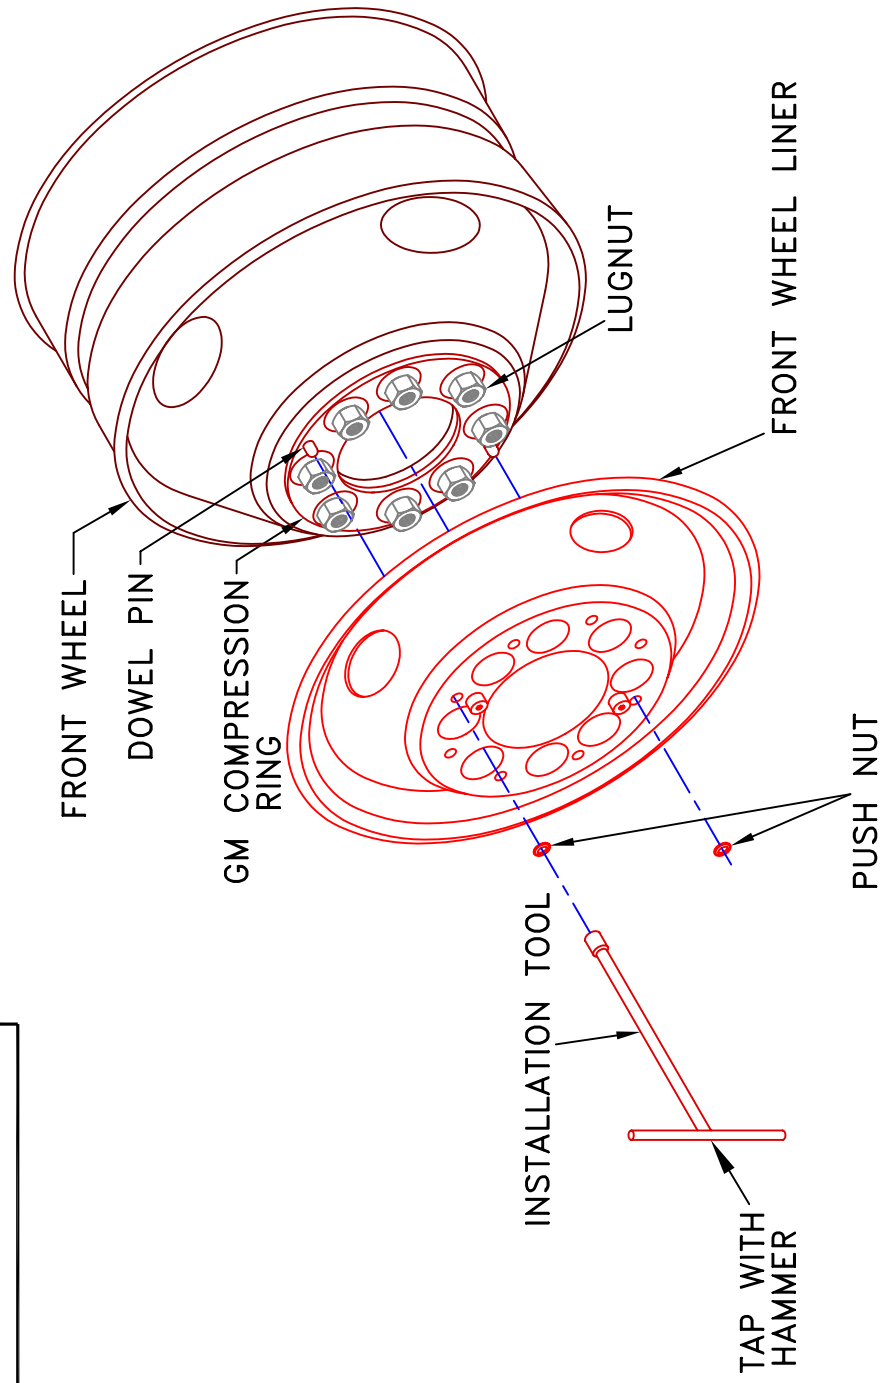 FRONT WHEEL
DOWEL PIN
GM COMPRESSION
RING
LUGNUT
FRONT WHEEL LINER
INSTALLATION TOOL
PUSH NUT
TAP WITH
HAMMER